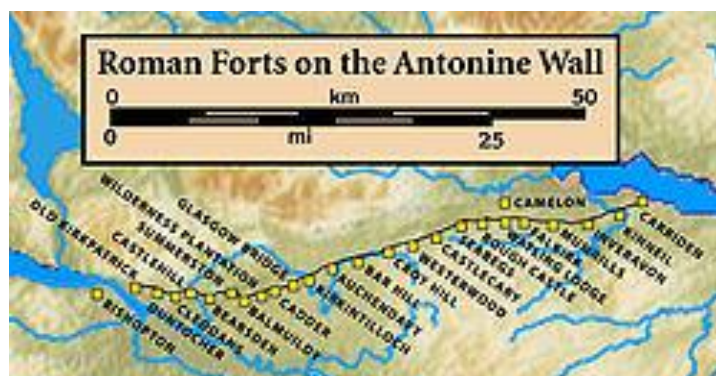 Roman Forts on the Antonine Wall
0 km 50
0 mi 25
CAMELON
GLASGOW BRIDGE
WILDERNESS PLANTATION
SUMMERSTON
CASTLEHILL
OLD KIRKPATRICK
BISHOPTON
DUNTOCHER
CLEDDANS
BEARSDEN
BALMUILDY
CADDER
KIRKINTILLOCH
AUCHENDAVY
BAR HILL
CROY HILL
WESTERWOOD
CASTLECARY
SEABEGS
ROUGH CASTLE
WATLING LODGE
FALKIRK
MUMRILLS
INVERAVON
KINNEIL
CARRIDEN